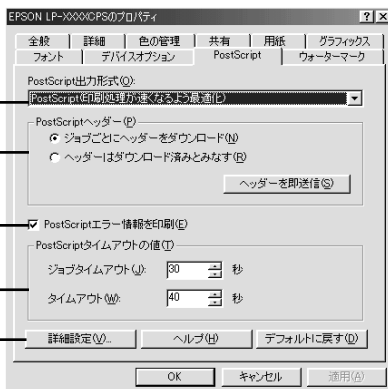 EPSON LP-XXXXCPSのプロパティ
全般 詳細 色の管理 共有 用紙 グラフィックス
フォント デバイスオプション PostScript ウォーターマーク
PostScript出力形式(O):
PostScript(印刷処理が速くなるよう最適化)
PostScriptヘッダー(P)
ジョブごとにヘッダーをダウンロード(N)
ヘッダーはダウンロード済みとみなす(R)
ヘッダーを即送信(S)
PostScriptエラー情報を印刷(E)
PostScriptタイムアウトの値(T)
ジョブタイムアウト(J): 30 秒
タイムアウト(W): 40 秒
詳細設定(V)... ヘルプ(H) デフォルトに戻す(D)
OK キャンセル 適用(A)